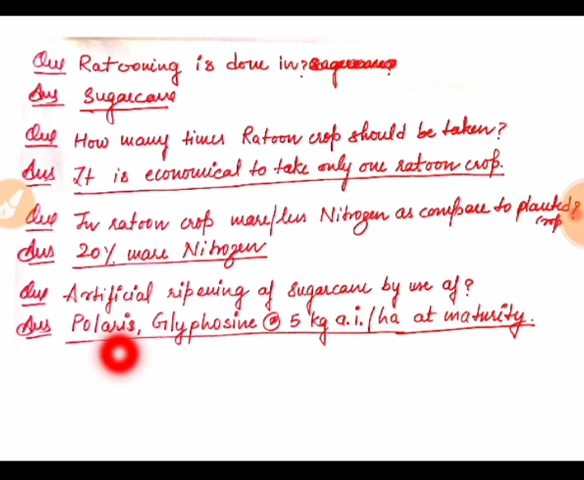 Que Ratooning is done in?
Ans Sugarcane
Que How many times Ratoon crop should be taken?
Ans It is economical to take only one ratoon crop.
Que In ratoon crop more/less Nitrogen as compare to planted crop?
Ans 20% more Nitrogen
Que Artificial ripening of sugarcane by use of?
Ans Polaris, Glyphosine @ 5 kg a.i./ha at maturity.